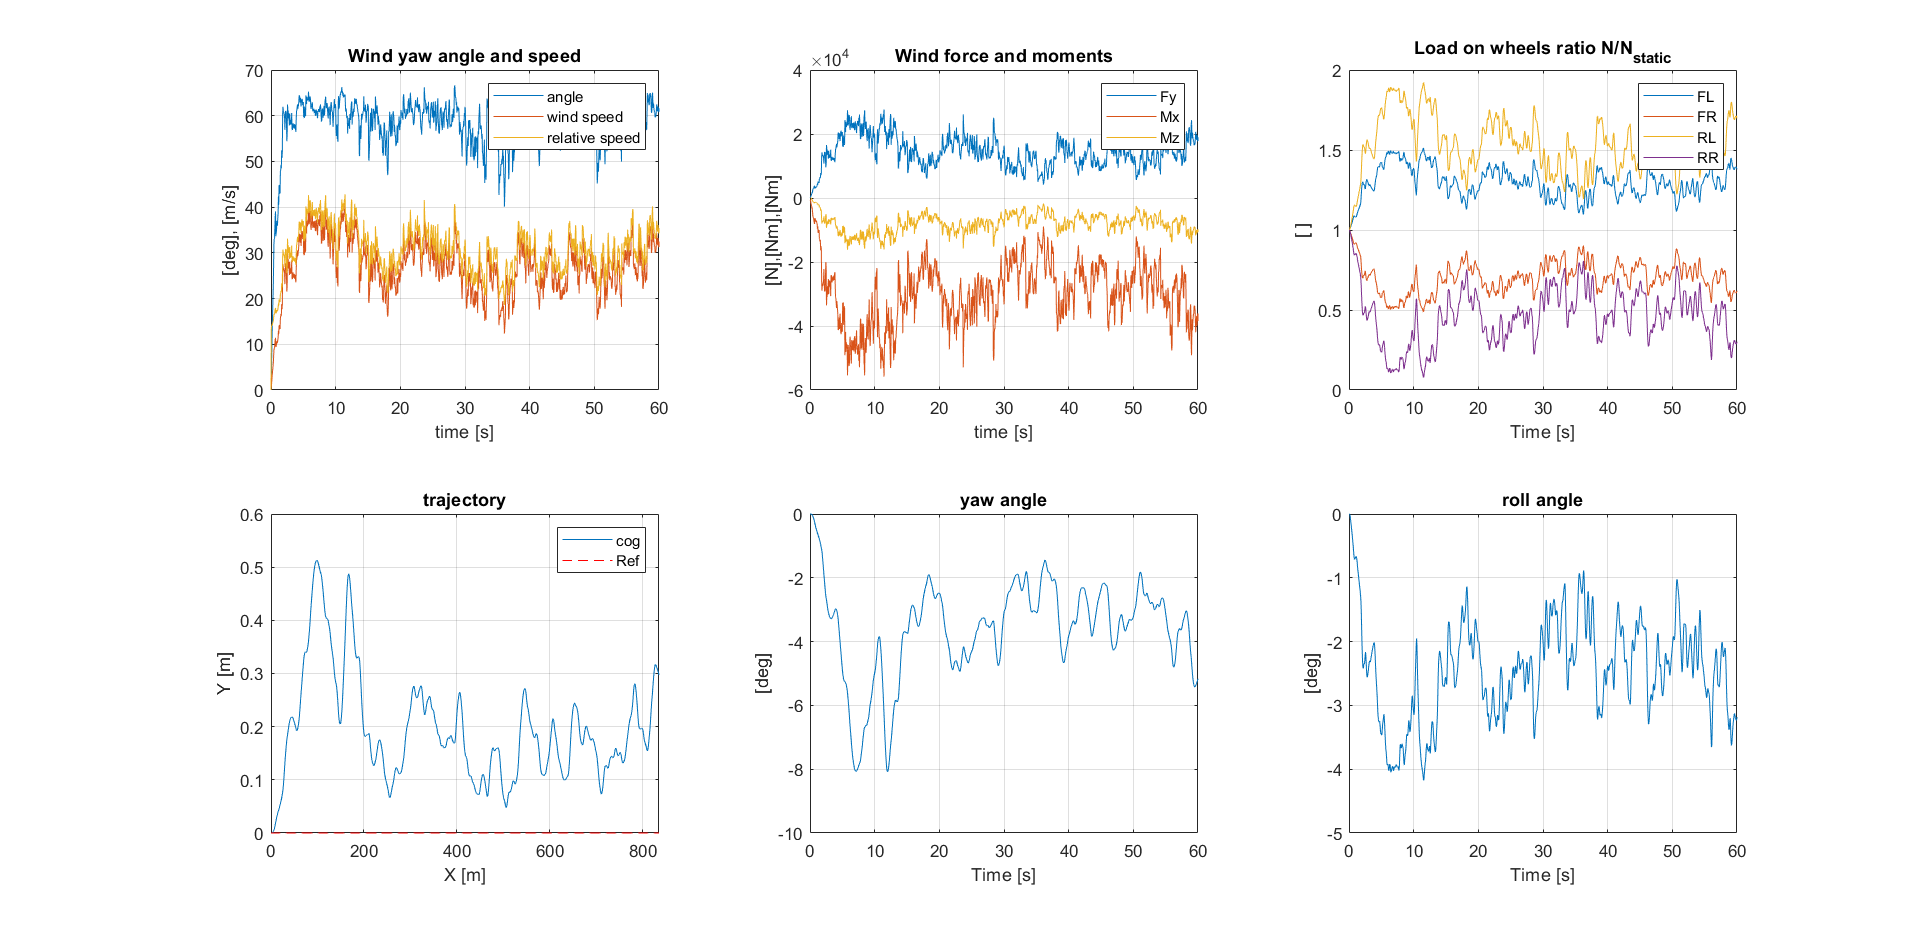 Wind yaw angle and speed
70
60
50
40
30
20
10
0
0 10 20 30 40 50 60
time [s]
[deg], [m/s]
angle
wind speed
relative speed
Wind force and moments
×10^4
4
2
0
-2
-4
-6
0 10 20 30 40 50 60
time [s]
[N],[Nm],[Nm]
Fy
Mx
Mz
Load on wheels ratio N/N_static
2
1.5
1
0.5
0
0 10 20 30 40 50 60
Time [s]
[ ]
FL
FR
RL
RR
trajectory
0.6
0.5
0.4
0.3
0.2
0.1
0
0 200 400 600 800
X [m]
Y [m]
cog
Ref
yaw angle
0
-2
-4
-6
-8
-10
0 10 20 30 40 50 60
Time [s]
[deg]
roll angle
0
-1
-2
-3
-4
-5
0 10 20 30 40 50 60
Time [s]
[deg]